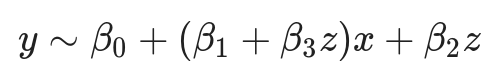 y ∼ β₀ + (β₁ + β₃z)x + β₂z